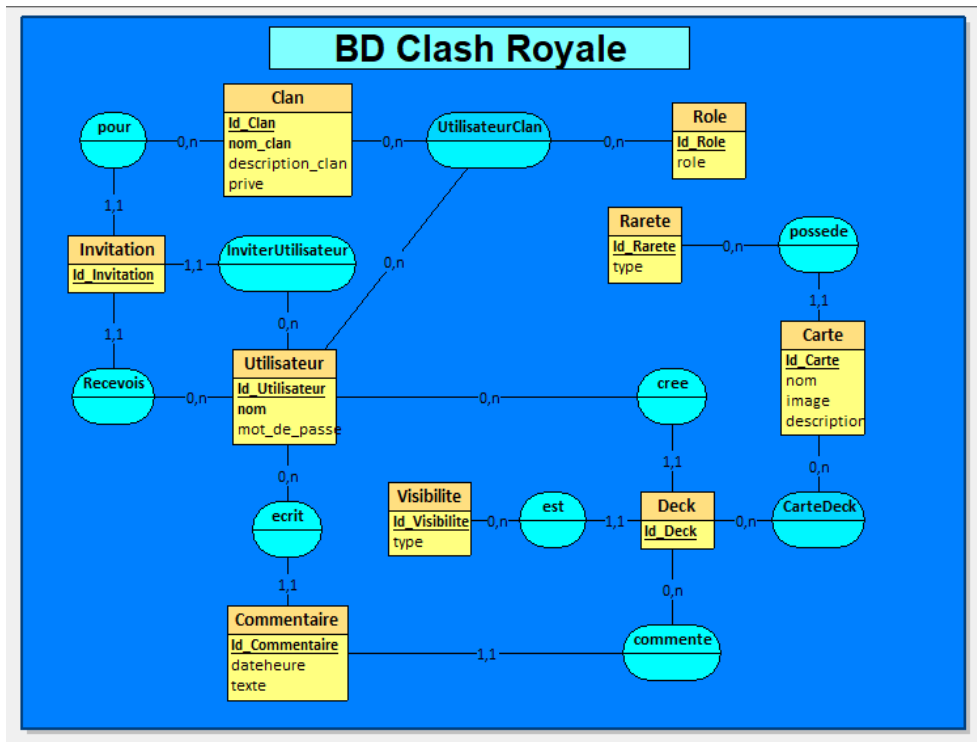 BD Clash Royale
Clan
Id_Clan
nom_clan
description_clan
prive
pour
0,n
0,n
UtilisateurClan
0,n
Role
Id_Role
role
1,1
0,n
Invitation
Id_Invitation
1,1
InviterUtilisateur
0,n
Rarete
Id_Rarete
type
0,n
possede
1,1
1,1
Recevois
0,n
Utilisateur
Id_Utilisateur
nom
mot_de_passe
0,n
cree
1,1
Carte
Id_Carte
nom
image
description
0,n
0,n
ecrit
1,1
Visibilite
Id_Visibilite
type
0,n
est
1,1
Deck
Id_Deck
0,n
CarteDeck
0,n
Commentaire
Id_Commentaire
dateheure
texte
1,1
commente